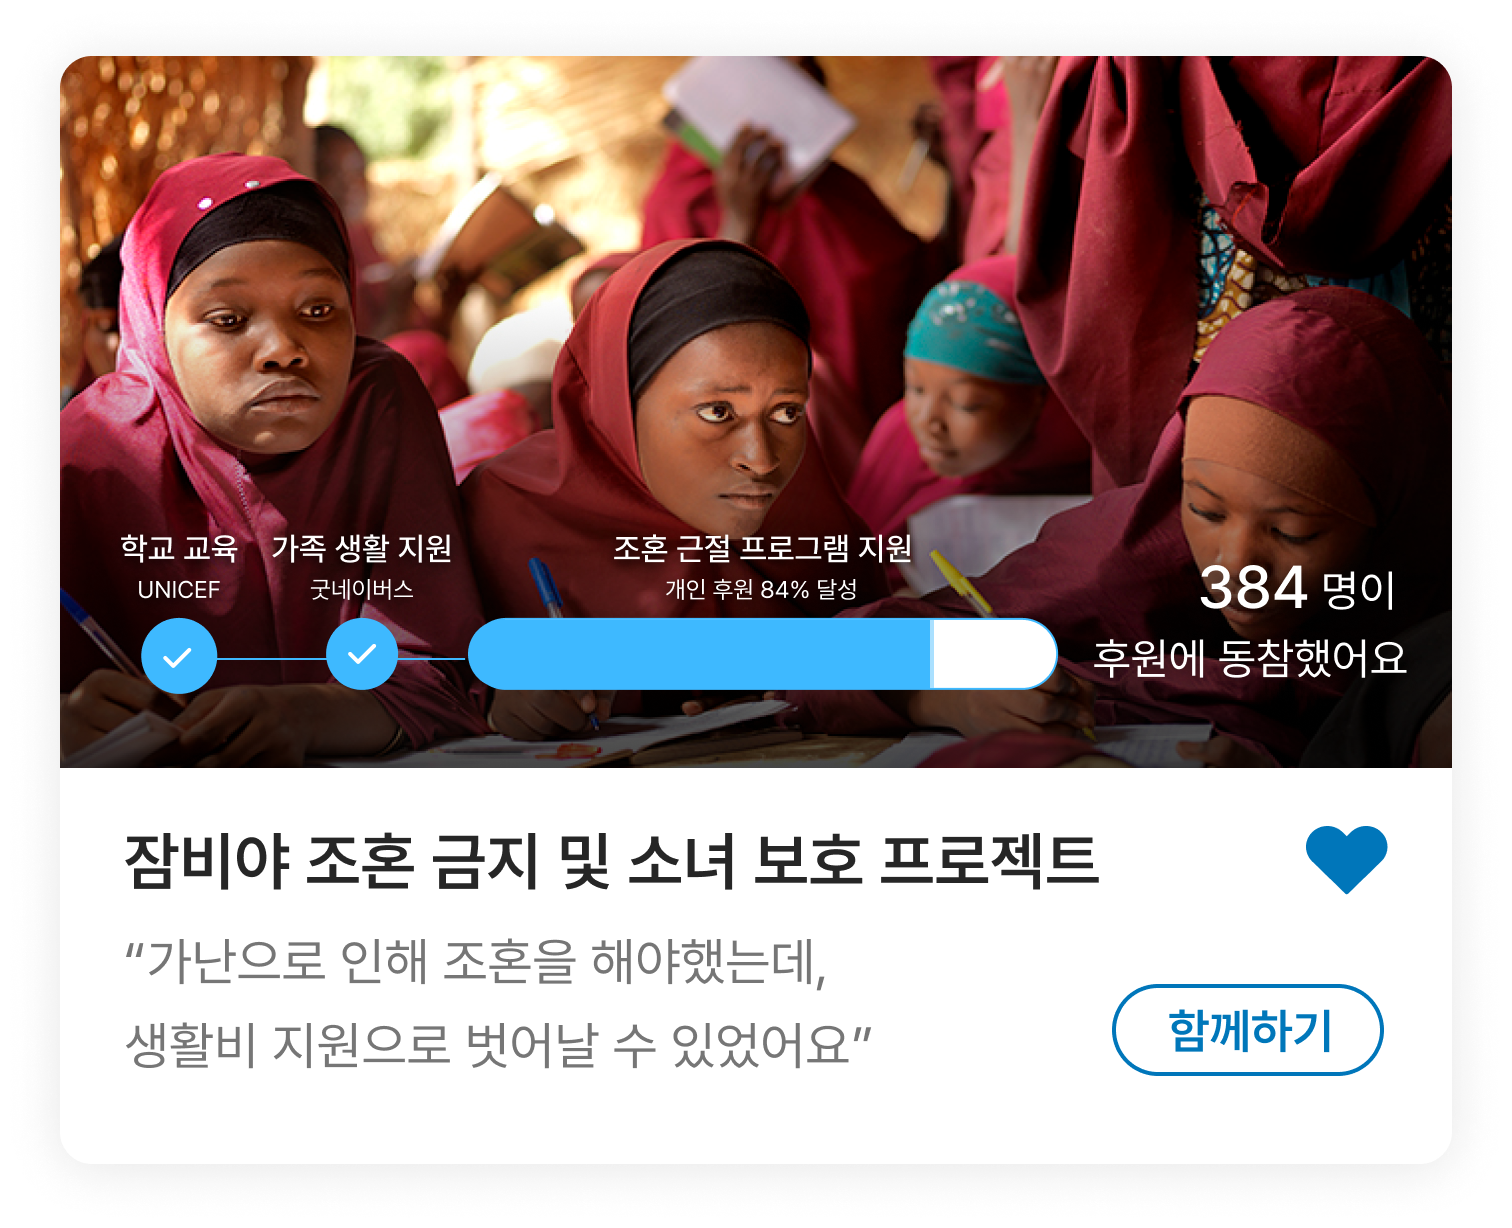 학교 교육
UNICEF
가족 생활 지원
굿네이버스
조혼 근절 프로그램 지원
개인 후원 84% 달성
384 명이
후원에 동참했어요
잠비야 조혼 금지 및 소녀 보호 프로젝트
“가난으로 인해 조혼을 해야했는데,
생활비 지원으로 벗어날 수 있었어요”
함께하기